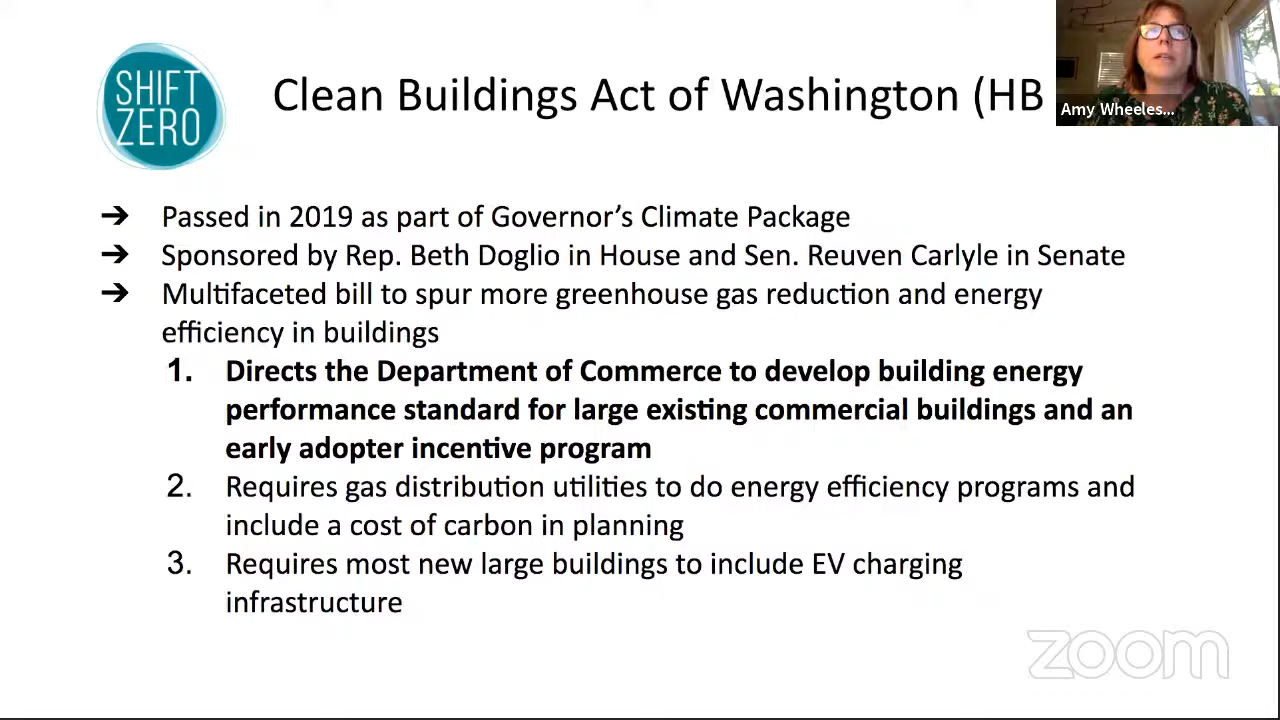 SHIFT
ZERO
Clean Buildings Act of Washington (HB
Amy Wheeles...
➔ Passed in 2019 as part of Governor's Climate Package
➔ Sponsored by Rep. Beth Doglio in House and Sen. Reuven Carlyle in Senate
➔ Multifaceted bill to spur more greenhouse gas reduction and energy
efficiency in buildings
1. Directs the Department of Commerce to develop building energy
performance standard for large existing commercial buildings and an
early adopter incentive program
2. Requires gas distribution utilities to do energy efficiency programs and
include a cost of carbon in planning
3. Requires most new large buildings to include EV charging
infrastructure
zoom